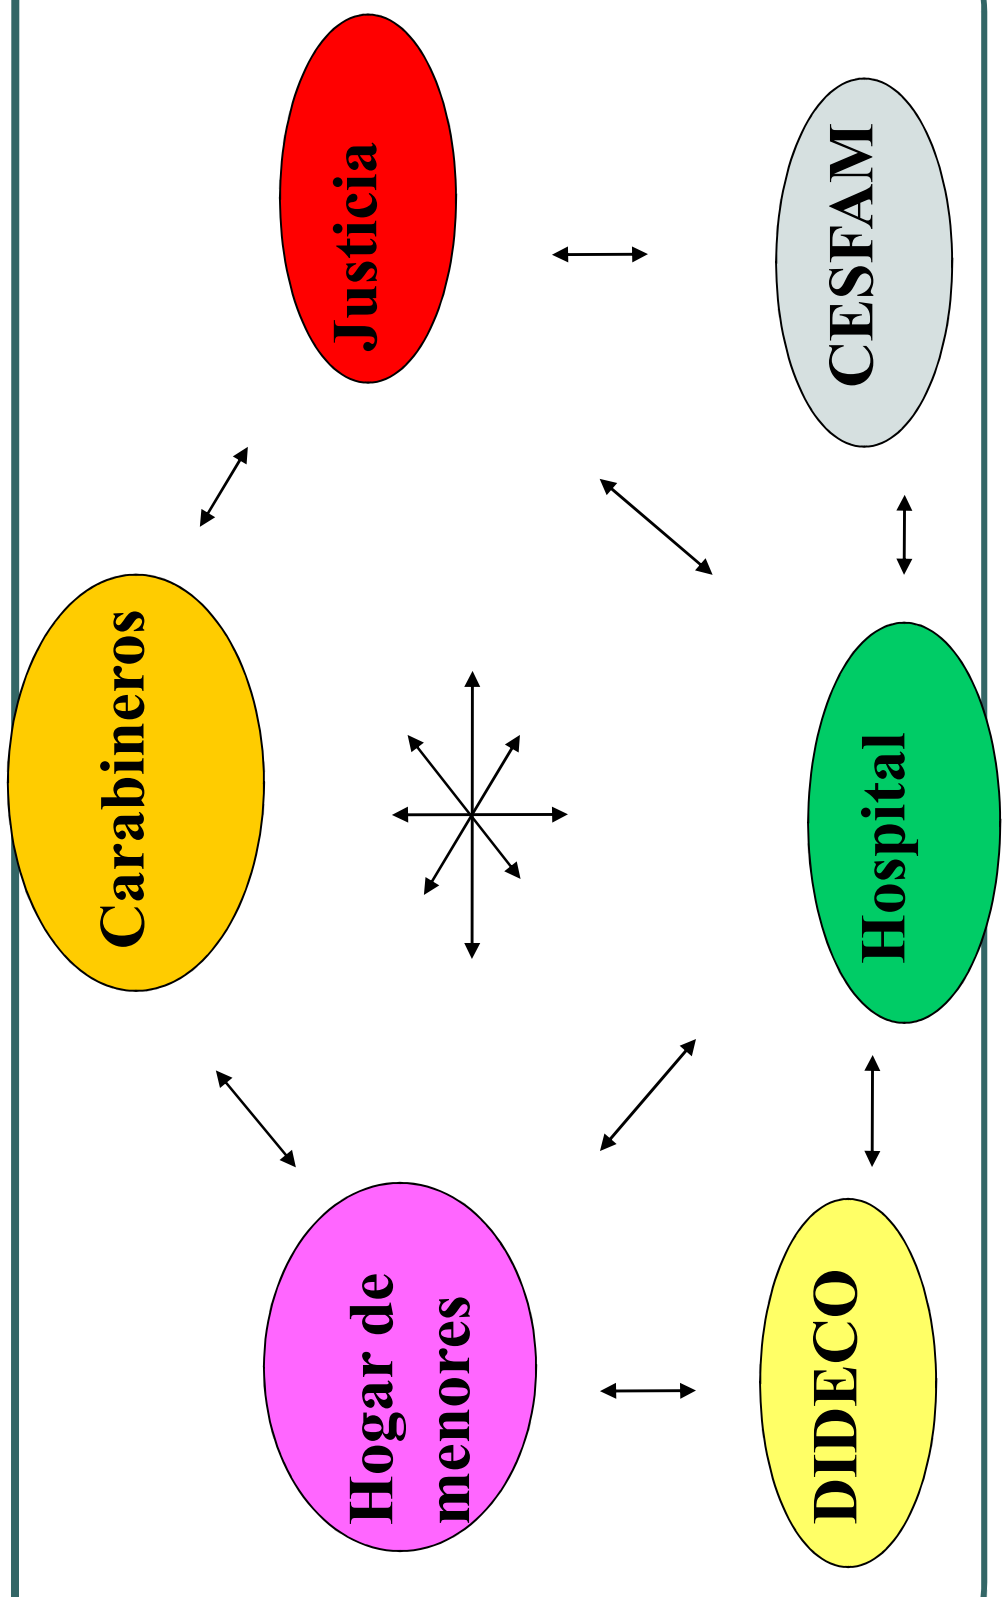 Carabineros
Hogar de
menores
Justicia
DIDECO
Hospital
CESFAM